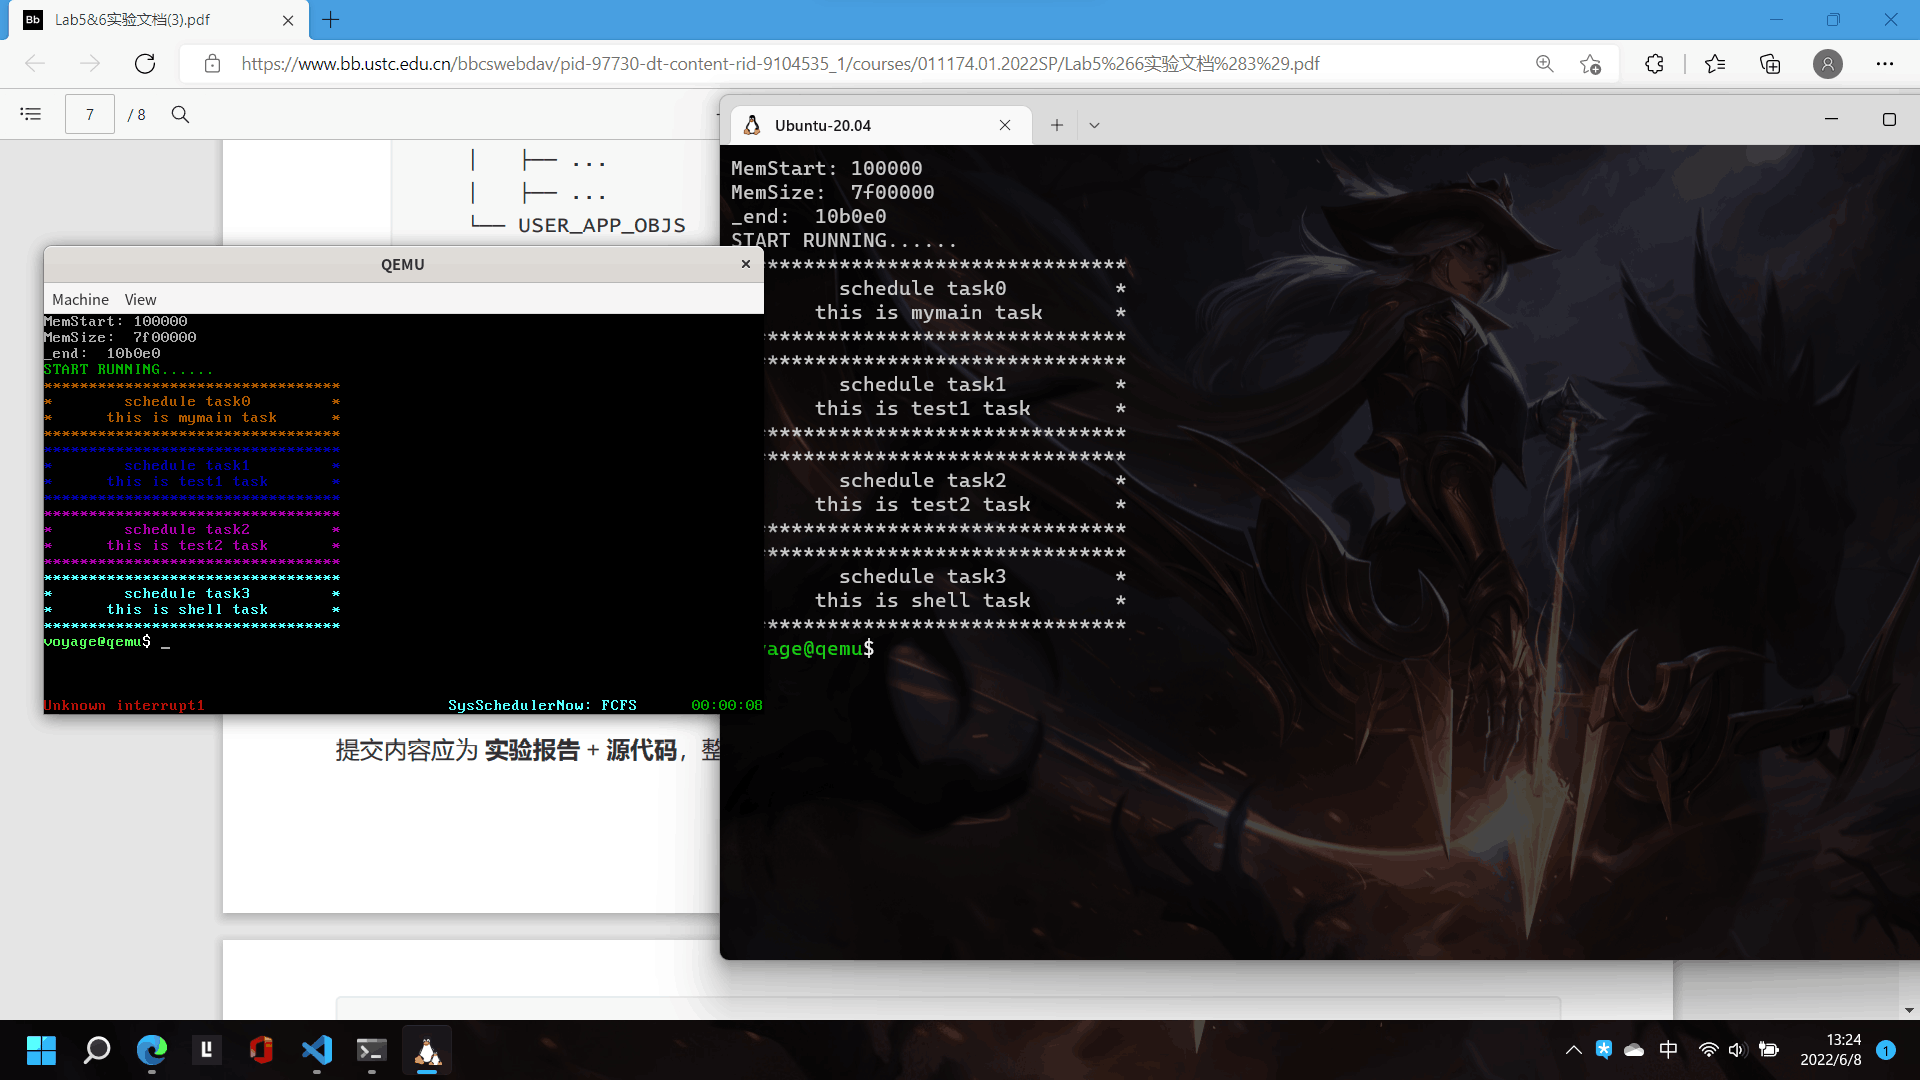 Lab5&6实验文档(3).pdf
https://www.bb.ustc.edu.cn/bbcswebdav/pid-97730-dt-content-rid-9104535_1/courses/011174.01.2022SP/Lab5%266实验文档%283%29.pdf
7 / 8
├── ...
├── ...
└── USER_APP_OBJS
QEMU
Machine View
MemStart: 100000
MemSize:  7f00000
_end:  10b0e0
START RUNNING......
*********************************
*        schedule task0         *
*      this is mymain task      *
*********************************
*********************************
*        schedule task1         *
*      this is test1 task       *
*********************************
*********************************
*        schedule task2         *
*      this is test2 task       *
*********************************
*********************************
*        schedule task3         *
*      this is shell task       *
*********************************
voyage@qemu$ _
Unknown interrupt1 SysSchedulerNow: FCFS 00:00:08
提交内容应为 实验报告 + 源代码，整
Ubuntu-20.04
MemStart: 100000
MemSize:  7f00000
_end:  10b0e0
START RUNNING......
******************************
schedule task0         *
this is mymain task      *
******************************
******************************
schedule task1         *
this is test1 task       *
******************************
******************************
schedule task2         *
this is test2 task       *
******************************
******************************
schedule task3         *
this is shell task       *
******************************
yage@qemu$
中
13:24
2022/6/8
1